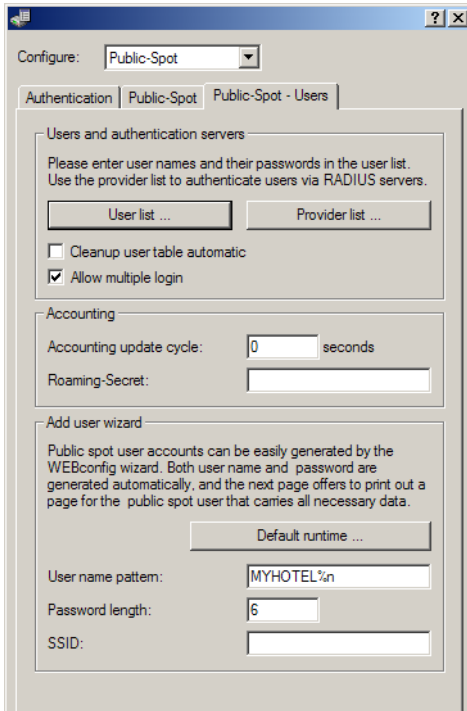 Configure: Public-Spot
Authentication Public-Spot Public-Spot - Users
Users and authentication servers
Please enter user names and their passwords in the user list.
Use the provider list to authenticate users via RADIUS servers.
User list ... Provider list ...
Cleanup user table automatic
Allow multiple login
Accounting
Accounting update cycle: 0 seconds
Roaming-Secret:
Add user wizard
Public spot user accounts can be easily generated by the
WEBconfig wizard. Both user name and password are
generated automatically, and the next page offers to print out a
page for the public spot user that carries all necessary data.
Default runtime ...
User name pattern: MYHOTEL%n
Password length: 6
SSID: